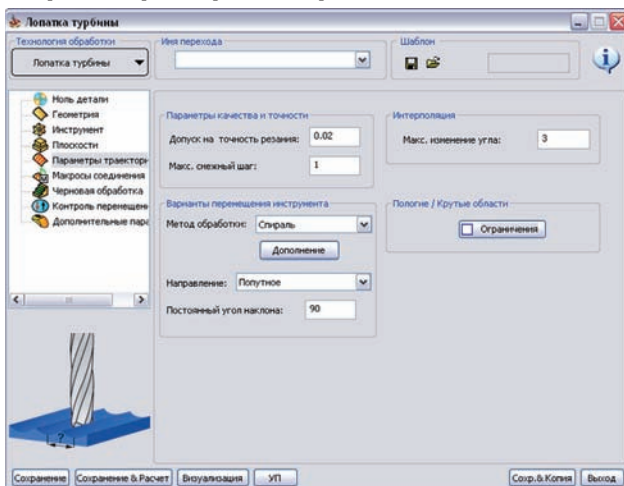 Лопатка турбины
Технология обработки
Лопатка турбины
Имя перехода
Шаблон
Ноль детали
Геометрия
Инструмент
Плоскости
Параметры траектори
Макросы соединения
Черновая обработка
Контроль перемещен
Дополнительные пара
Параметры качества и точности
Допуск на точность резания: 0.02
Макс. снежный шаг: 1
Интерполяция
Макс. изменение угла: 3
Варианты перемещения инструмента
Метод обработки: Спираль
Дополнение
Направление: Попутное
Постоянный угол наклона: 90
Пологие / Крутые области
Ограничения
?
Сохранение Сохранение & Расчет Визуализация УП Сохр.& Копия Выход